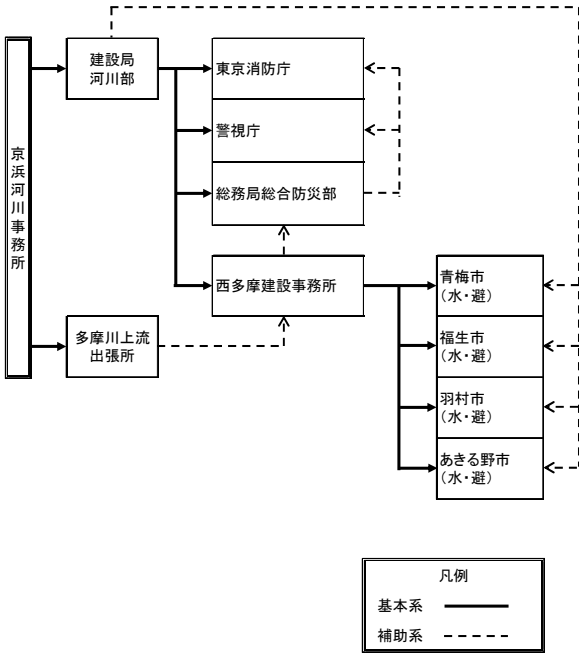 京浜河川事務所
建設局
河川部
東京消防庁
警視庁
総務局総合防災部
西多摩建設事務所
多摩川上流
出張所
青梅市
（水・避）
福生市
（水・避）
羽村市
（水・避）
あきる野市
（水・避）
凡例
基本系
補助系